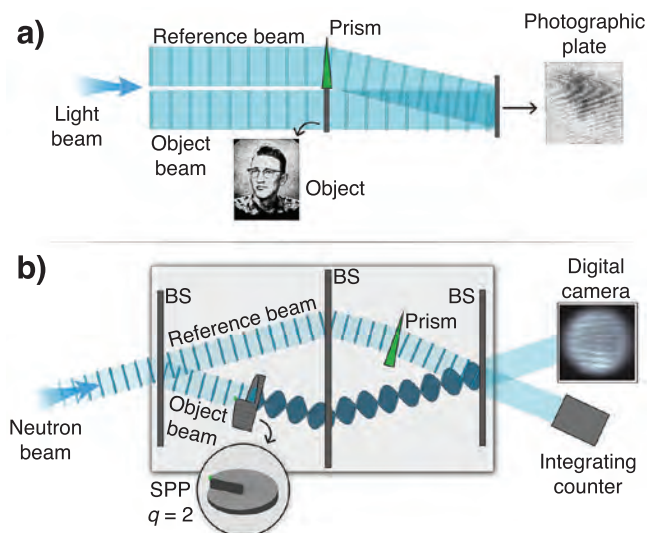 a)
Reference beam
Prism
Photographic
plate
Light
beam
Object
beam
Object
b)
BS
BS
BS
Reference beam
Prism
Digital
camera
Object
beam
Neutron
beam
SPP
q = 2
Integrating
counter